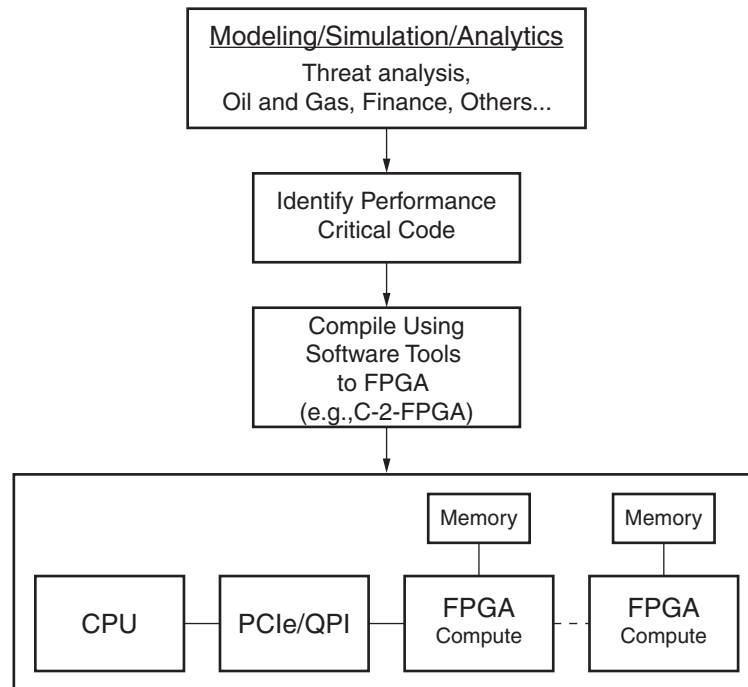 Modeling/Simulation/Analytics
Threat analysis,
Oil and Gas, Finance, Others...
Identify Performance
Critical Code
Compile Using
Software Tools
to FPGA
(e.g.,C-2-FPGA)
Memory
Memory
CPU
PCIe/QPI
FPGA
Compute
FPGA
Compute